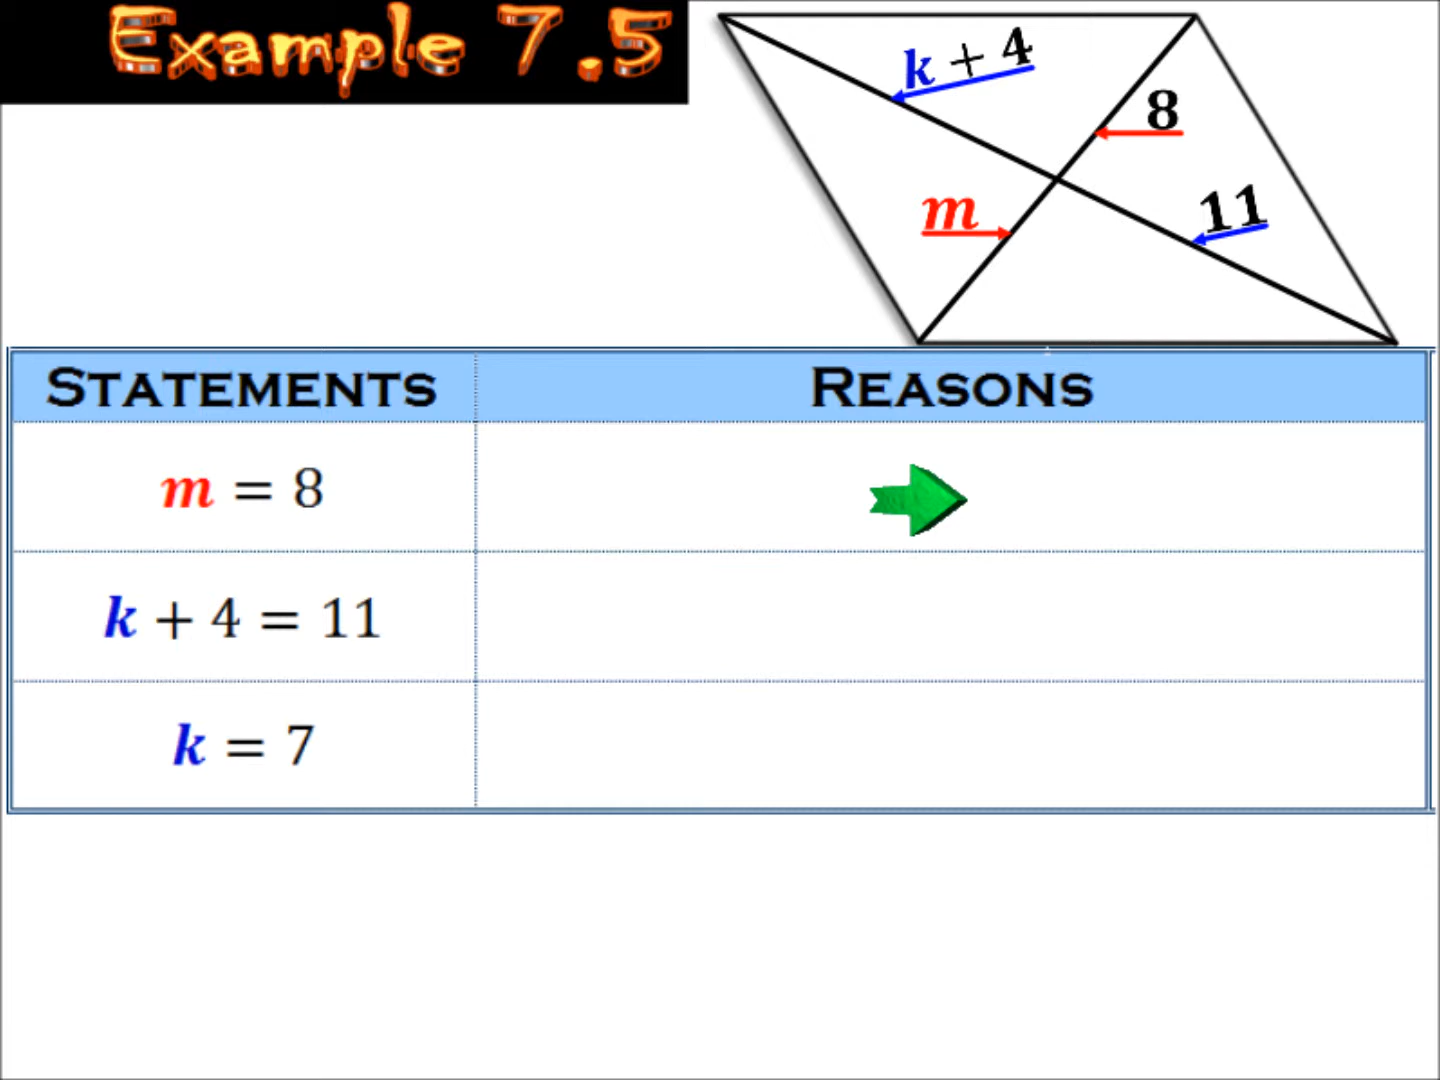 Example 7.5
k + 4
8
m
11
STATEMENTS
REASONS
m = 8
k + 4 = 11
k = 7